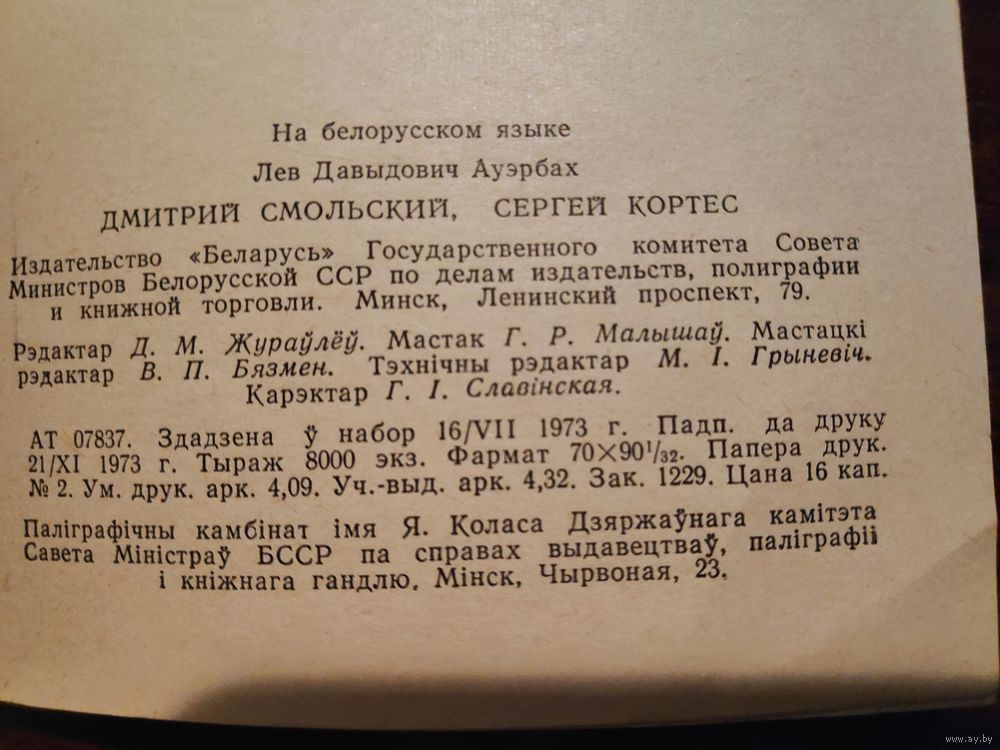 На белорусском языке
Лев Давыдович Ауэрбах
ДМИТРИЙ СМОЛЬСКИЙ, СЕРГЕЙ КОРТЕС
Издательство «Беларусь» Государственного комитета Совета
Министров Белорусской ССР по делам издательств, полиграфии
и книжной торговли. Минск, Ленинский проспект, 79.
Рэдактар Д. М. Жураўлёў. Мастак Г. Р. Малышаў. Мастацкі
рэдактар В. П. Бязмен. Тэхнічны рэдактар М. І. Грыневіч.
Карэктар Г. І. Славінская.
АТ 07837. Здадзена ў набор 16/VII 1973 г. Падп. да друку
21/XI 1973 г. Тыраж 8000 экз. Фармат 70×90¹/₃₂. Папера друк.
№ 2. Ум. друк. арк. 4,09. Уч.-выд. арк. 4,32. Зак. 1229. Цана 16 кап.
Паліграфічны камбінат імя Я. Коласа Дзяржаўнага камітэта
Савета Міністраў БССР па справах выдавецтваў, паліграфіі
і кніжнага гандлю. Мінск, Чырвоная, 23.
www.ay.by